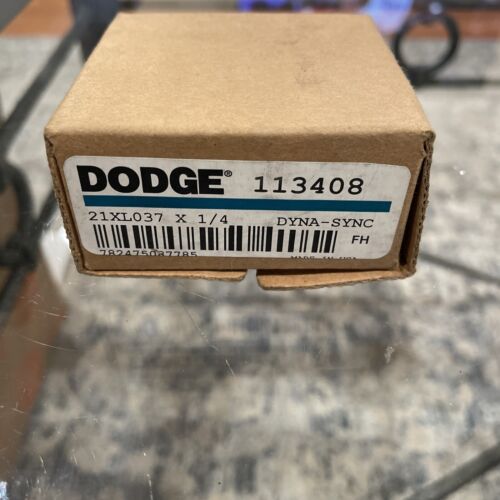 DODGE® 113408
21XL037 X 1/4 DYNA-SYNC
FH
782475087785 MADE IN USA